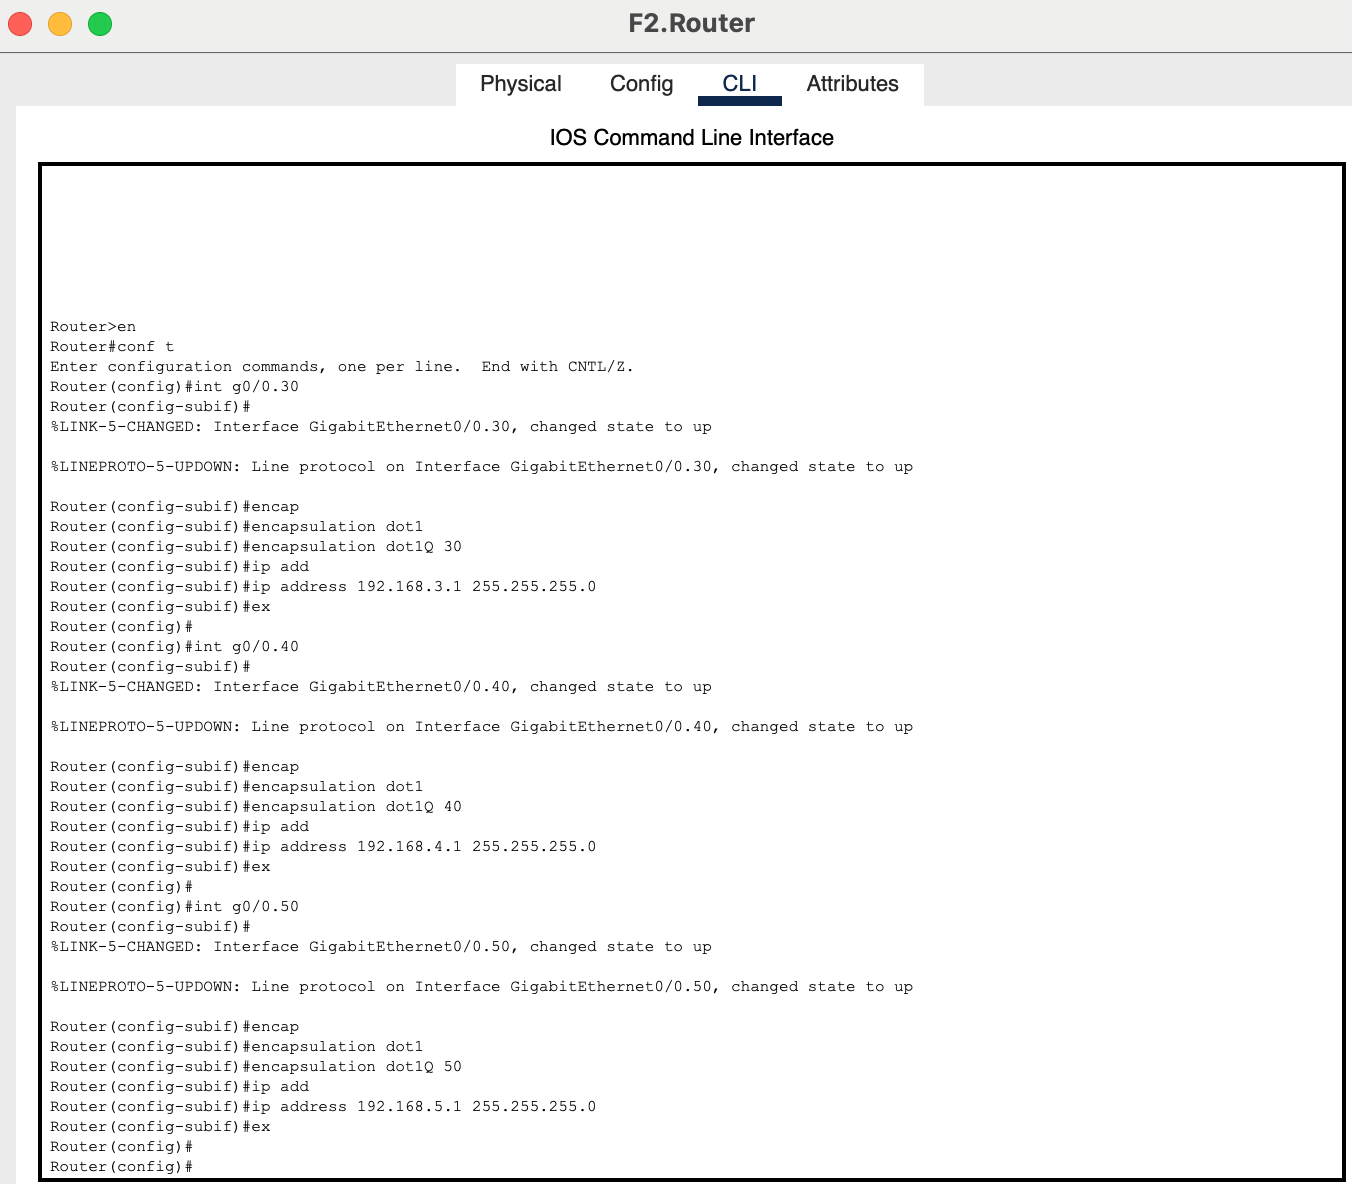 F2.Router
Physical Config CLI Attributes
IOS Command Line Interface
Router>en
Router#conf t
Enter configuration commands, one per line.  End with CNTL/Z.
Router(config)#int g0/0.30
Router(config-subif)#
%LINK-5-CHANGED: Interface GigabitEthernet0/0.30, changed state to up
%LINEPROTO-5-UPDOWN: Line protocol on Interface GigabitEthernet0/0.30, changed state to up
Router(config-subif)#encap
Router(config-subif)#encapsulation dot1
Router(config-subif)#encapsulation dot1Q 30
Router(config-subif)#ip add
Router(config-subif)#ip address 192.168.3.1 255.255.255.0
Router(config-subif)#ex
Router(config)#
Router(config)#int g0/0.40
Router(config-subif)#
%LINK-5-CHANGED: Interface GigabitEthernet0/0.40, changed state to up
%LINEPROTO-5-UPDOWN: Line protocol on Interface GigabitEthernet0/0.40, changed state to up
Router(config-subif)#encap
Router(config-subif)#encapsulation dot1
Router(config-subif)#encapsulation dot1Q 40
Router(config-subif)#ip add
Router(config-subif)#ip address 192.168.4.1 255.255.255.0
Router(config-subif)#ex
Router(config)#
Router(config)#int g0/0.50
Router(config-subif)#
%LINK-5-CHANGED: Interface GigabitEthernet0/0.50, changed state to up
%LINEPROTO-5-UPDOWN: Line protocol on Interface GigabitEthernet0/0.50, changed state to up
Router(config-subif)#encap
Router(config-subif)#encapsulation dot1
Router(config-subif)#encapsulation dot1Q 50
Router(config-subif)#ip add
Router(config-subif)#ip address 192.168.5.1 255.255.255.0
Router(config-subif)#ex
Router(config)#
Router(config)#